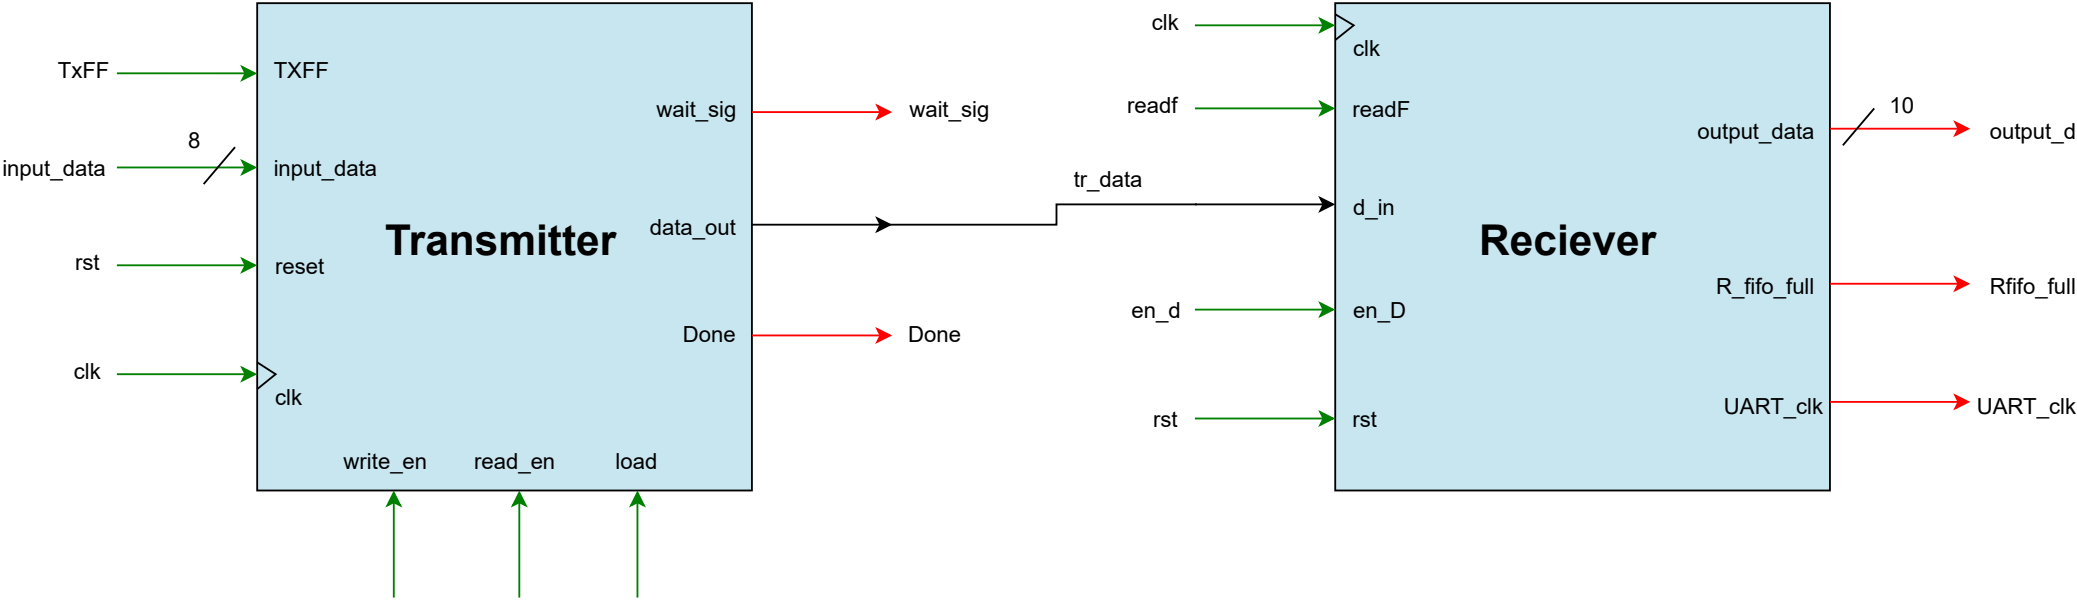 TxFF
TXFF
wait_sig
wait_sig
8
input_data
input_data
Transmitter
data_out
rst
reset
Done
Done
clk
clk
write_en
read_en
load
tr_data
clk
clk
readf
readF
output_data
10
output_d
d_in
Reciever
R_fifo_full
Rfifo_full
en_d
en_D
UART_clk
UART_clk
rst
rst